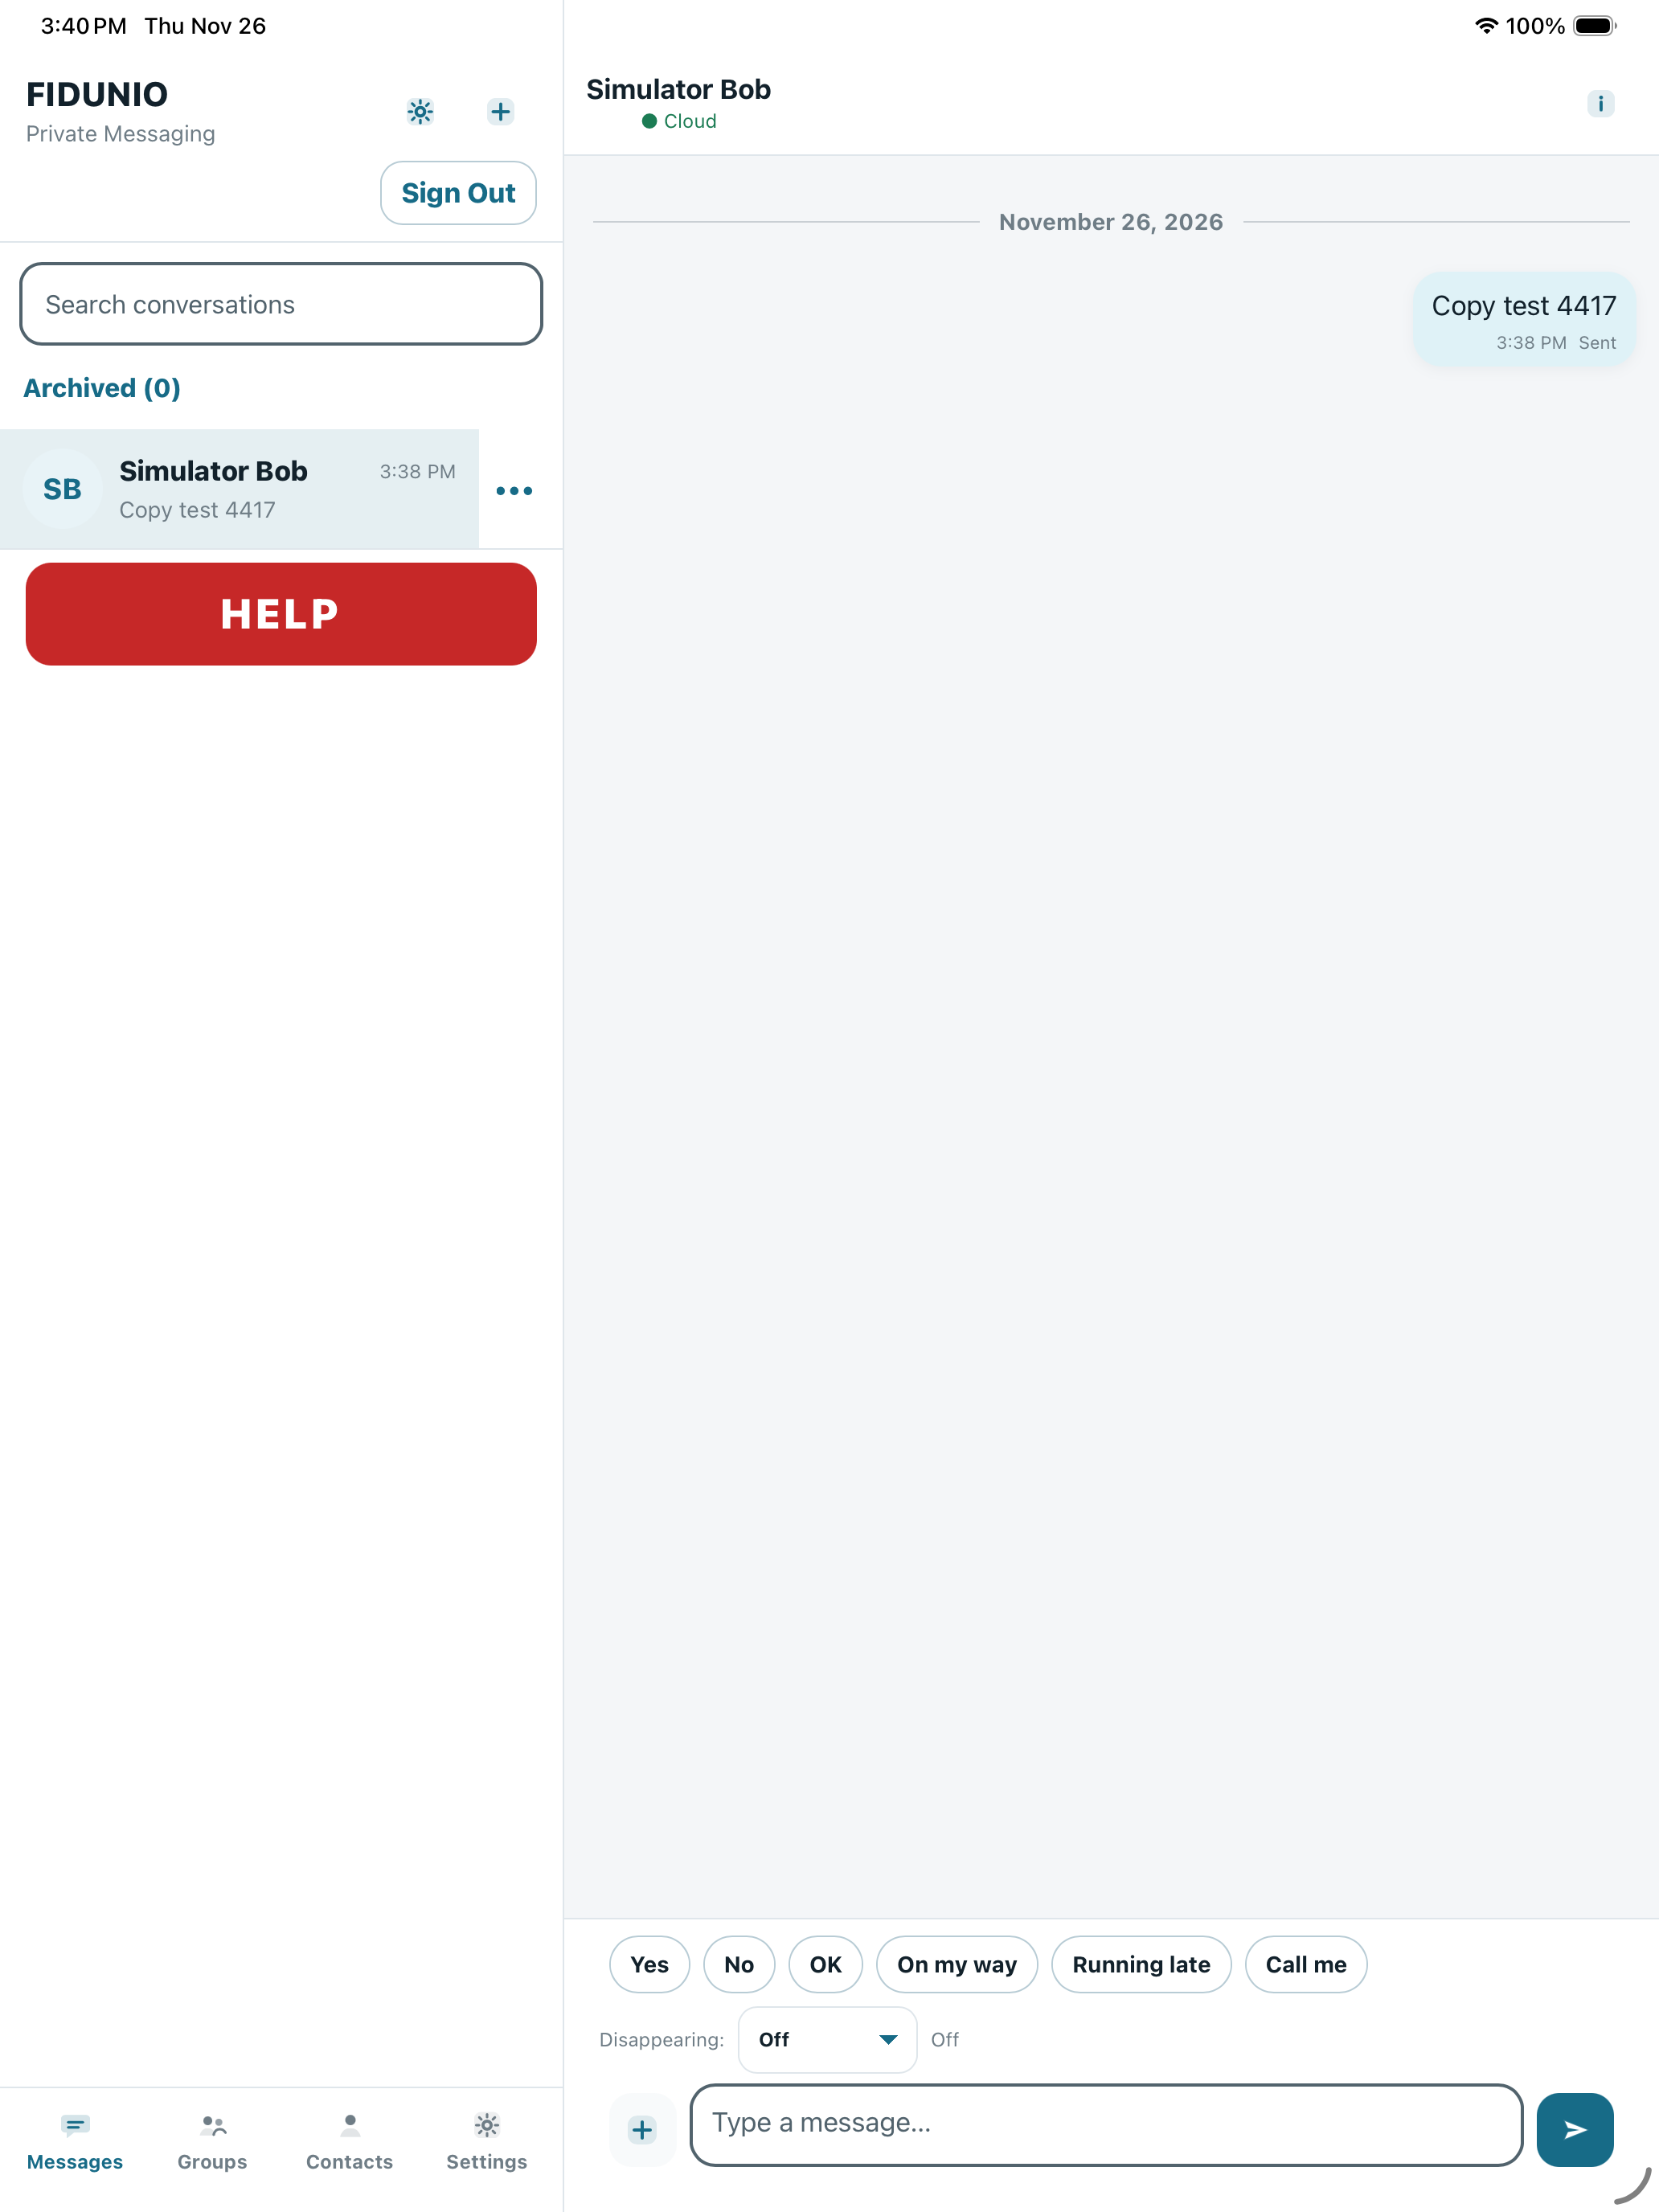 3:40 PM Thu Nov 26
100%
FIDUNIO
Private Messaging
Sign Out
Search conversations
Archived (0)
SB
Simulator Bob
3:38 PM
Copy test 4417
HELP
Messages
Groups
Contacts
Settings
Simulator Bob
Cloud
November 26, 2026
Copy test 4417
3:38 PM Sent
Yes
No
OK
On my way
Running late
Call me
Disappearing: Off Off
Type a message...